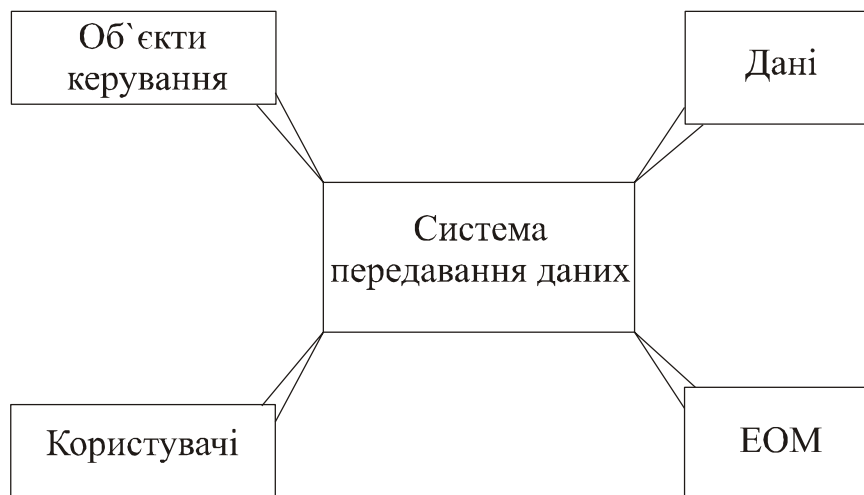 Об`єкти
керування
Дані
Система
передавання даних
Користувачі
ЕОМ